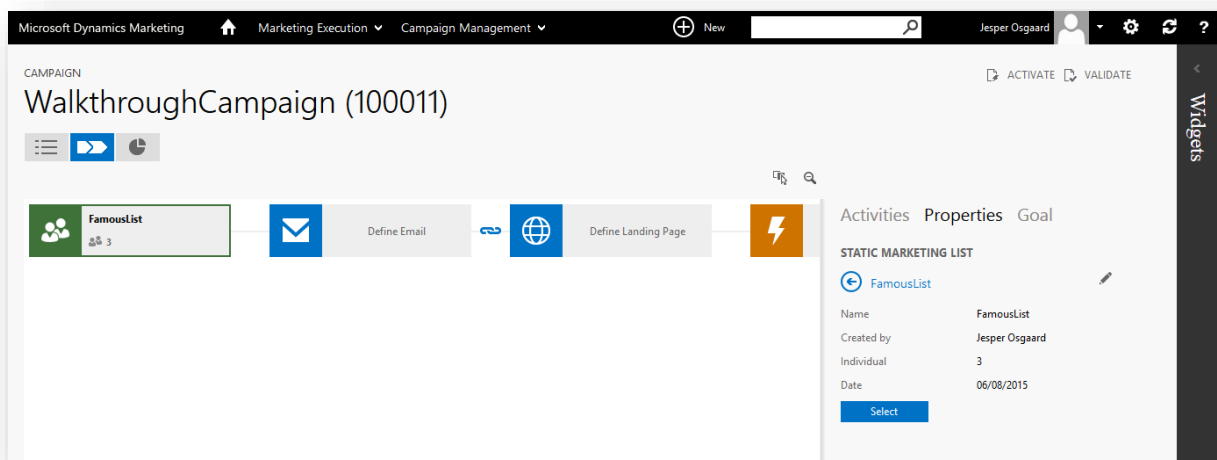 Microsoft Dynamics Marketing Marketing Execution Campaign Management New Jesper Osgaard ?
CAMPAIGN
ACTIVATE VALIDATE
WalkthroughCampaign (100011)
Widgets
FamousList
3
Define Email
Define Landing Page
Activities Properties Goal
STATIC MARKETING LIST
FamousList
Name FamousList
Created by Jesper Osgaard
Individual 3
Date 06/08/2015
Select